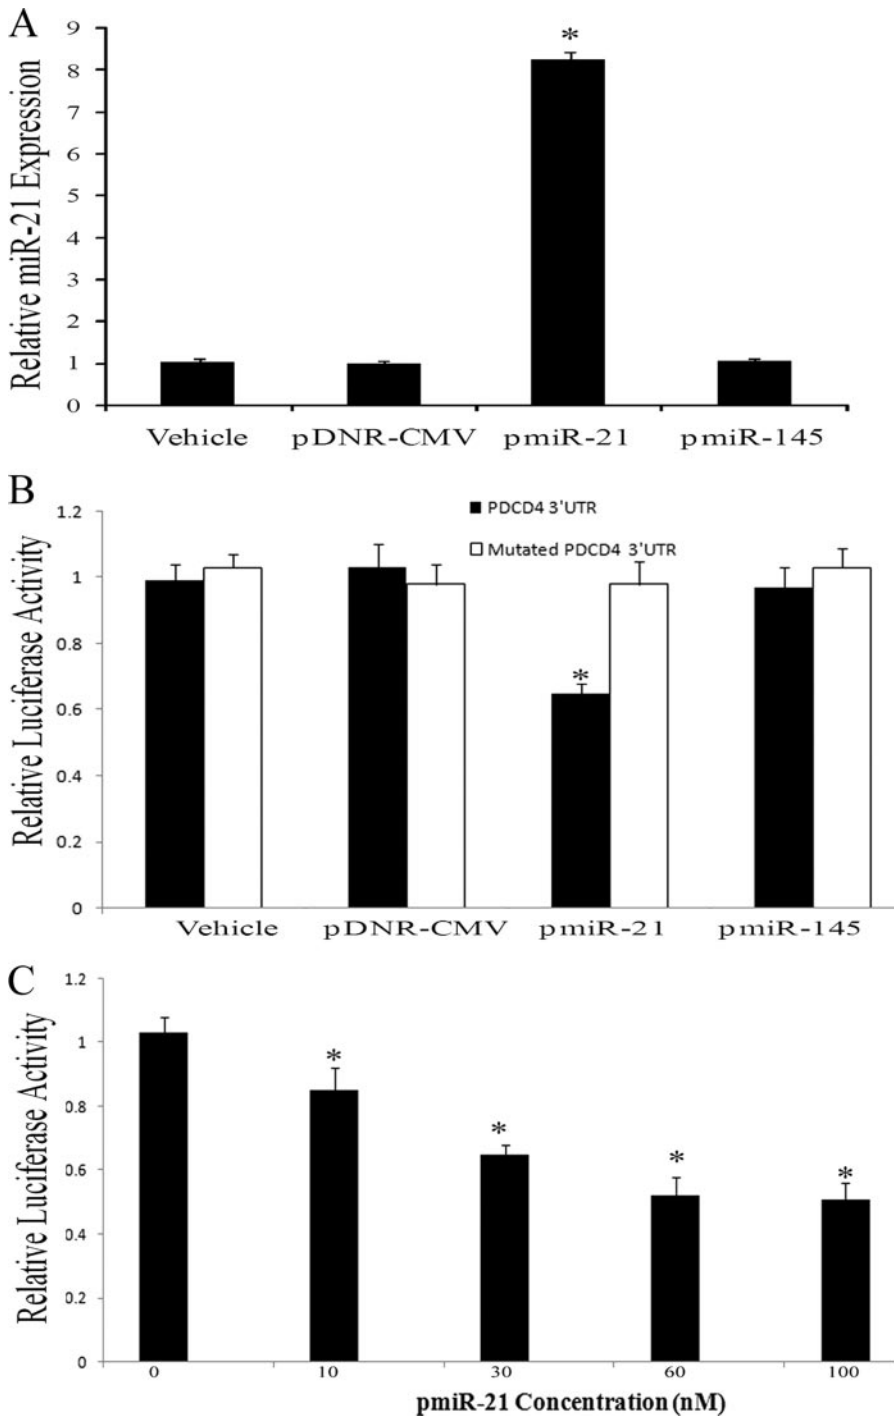 A
Relative miR-21 Expression
9
8
7
6
5
4
3
2
1
0
*
Vehicle pDNR-CMV pmiR-21 pmiR-145
B
Relative Luciferase Activity
1.2
1
0.8
0.6
0.4
0.2
0
PDCD4 3'UTR
Mutated PDCD4 3'UTR
*
Vehicle pDNR-CMV pmiR-21 pmiR-145
C
Relative Luciferase Activity
1.2
1
0.8
0.6
0.4
0.2
0
* * * *
0 10 30 60 100
pmiR-21 Concentration (nM)